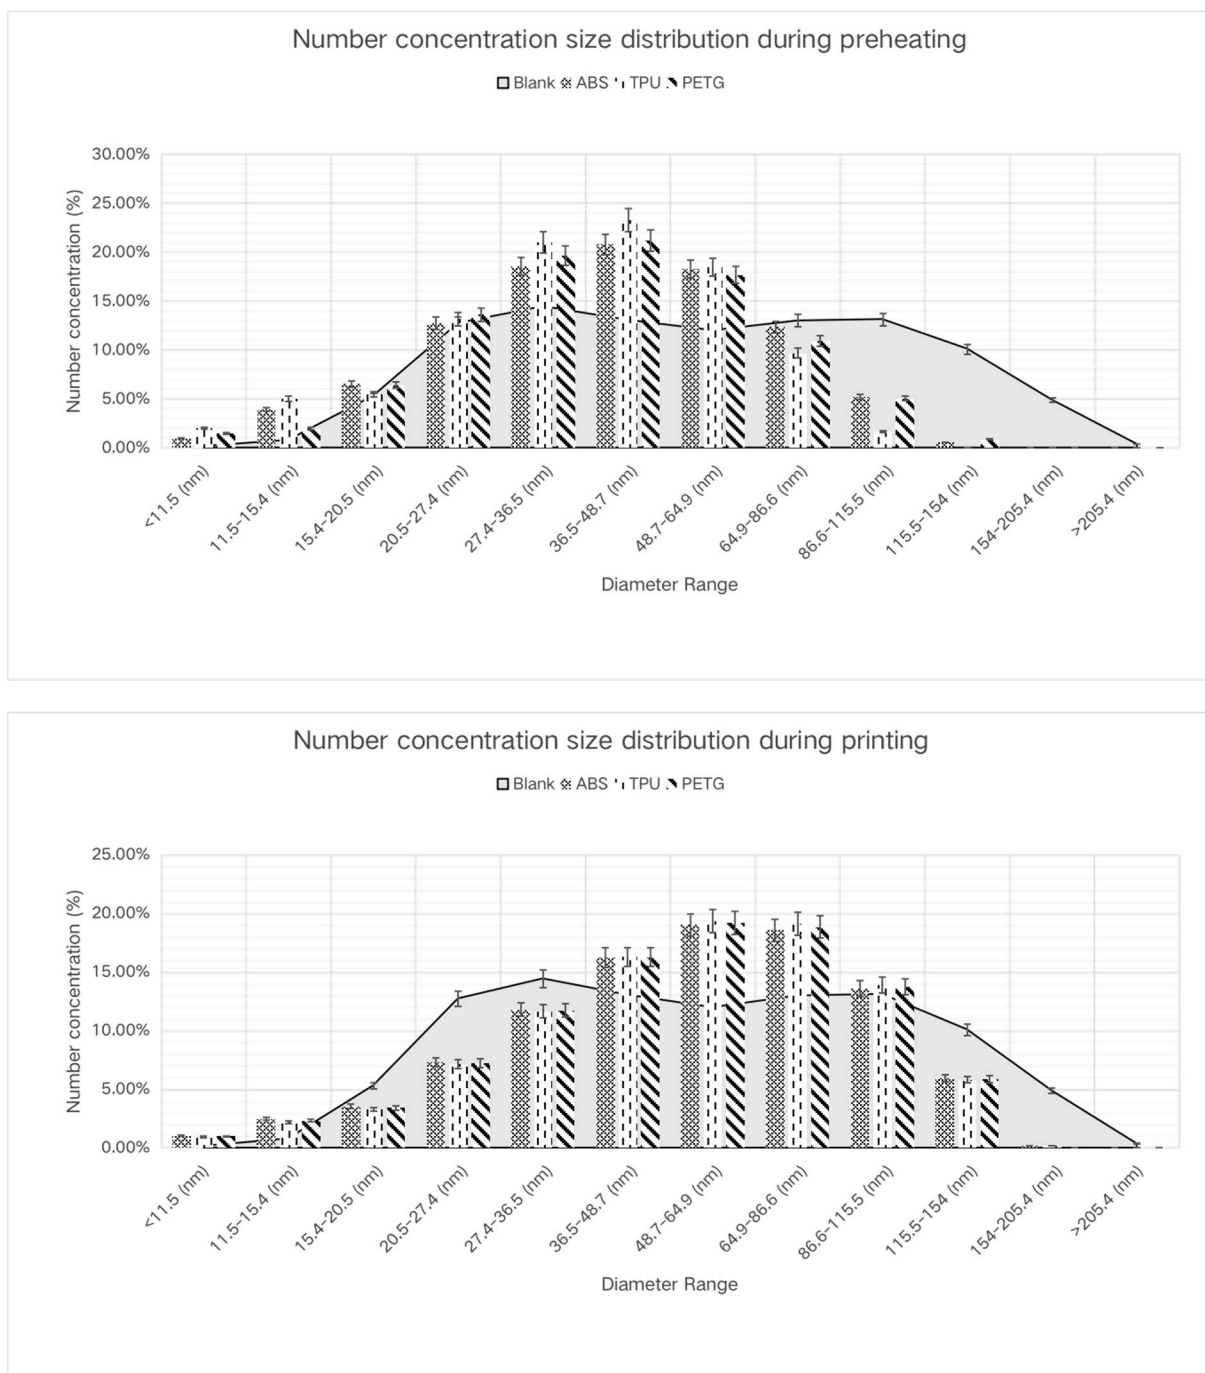 Number concentration size distribution during preheating
Blank ABS TPU PETG
Number concentration (%)
30.00%
25.00%
20.00%
15.00%
10.00%
5.00%
0.00%
<11.5 (nm)
11.5-15.4 (nm)
15.4-20.5 (nm)
20.5-27.4 (nm)
27.4-36.5 (nm)
36.5-48.7 (nm)
48.7-64.9 (nm)
64.9-86.6 (nm)
86.6-115.5 (nm)
115.5-154 (nm)
154-205.4 (nm)
>205.4 (nm)
Diameter Range
Number concentration size distribution during printing
Blank ABS TPU PETG
Number concentration (%)
25.00%
20.00%
15.00%
10.00%
5.00%
0.00%
<11.5 (nm)
11.5-15.4 (nm)
15.4-20.5 (nm)
20.5-27.4 (nm)
27.4-36.5 (nm)
36.5-48.7 (nm)
48.7-64.9 (nm)
64.9-86.6 (nm)
86.6-115.5 (nm)
115.5-154 (nm)
154-205.4 (nm)
>205.4 (nm)
Diameter Range